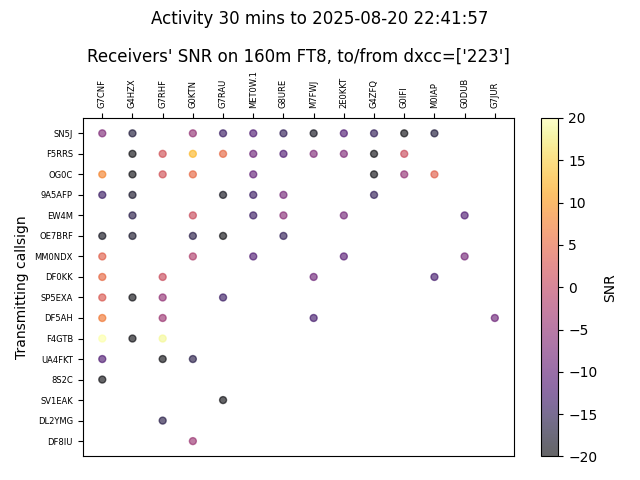 Activity 30 mins to 2025-08-20 22:41:57
Receivers' SNR on 160m FT8, to/from dxcc=['223']
G7CNF
G4HZX
G7RHF
G0KTN
G7RAU
MET0W.1
G8URE
M7FWJ
2E0KKT
G4ZFQ
G0IFI
M0IAP
G0DUB
G7JUR
Transmitting callsign
SN5J
F5RRS
OG0C
9A5AFP
EW4M
OE7BRF
MM0NDX
DF0KK
SP5EXA
DF5AH
F4GTB
UA4FKT
8S2C
SV1EAK
DL2YMG
DF8IU
20
15
10
5
0
−5
−10
−15
−20
SNR